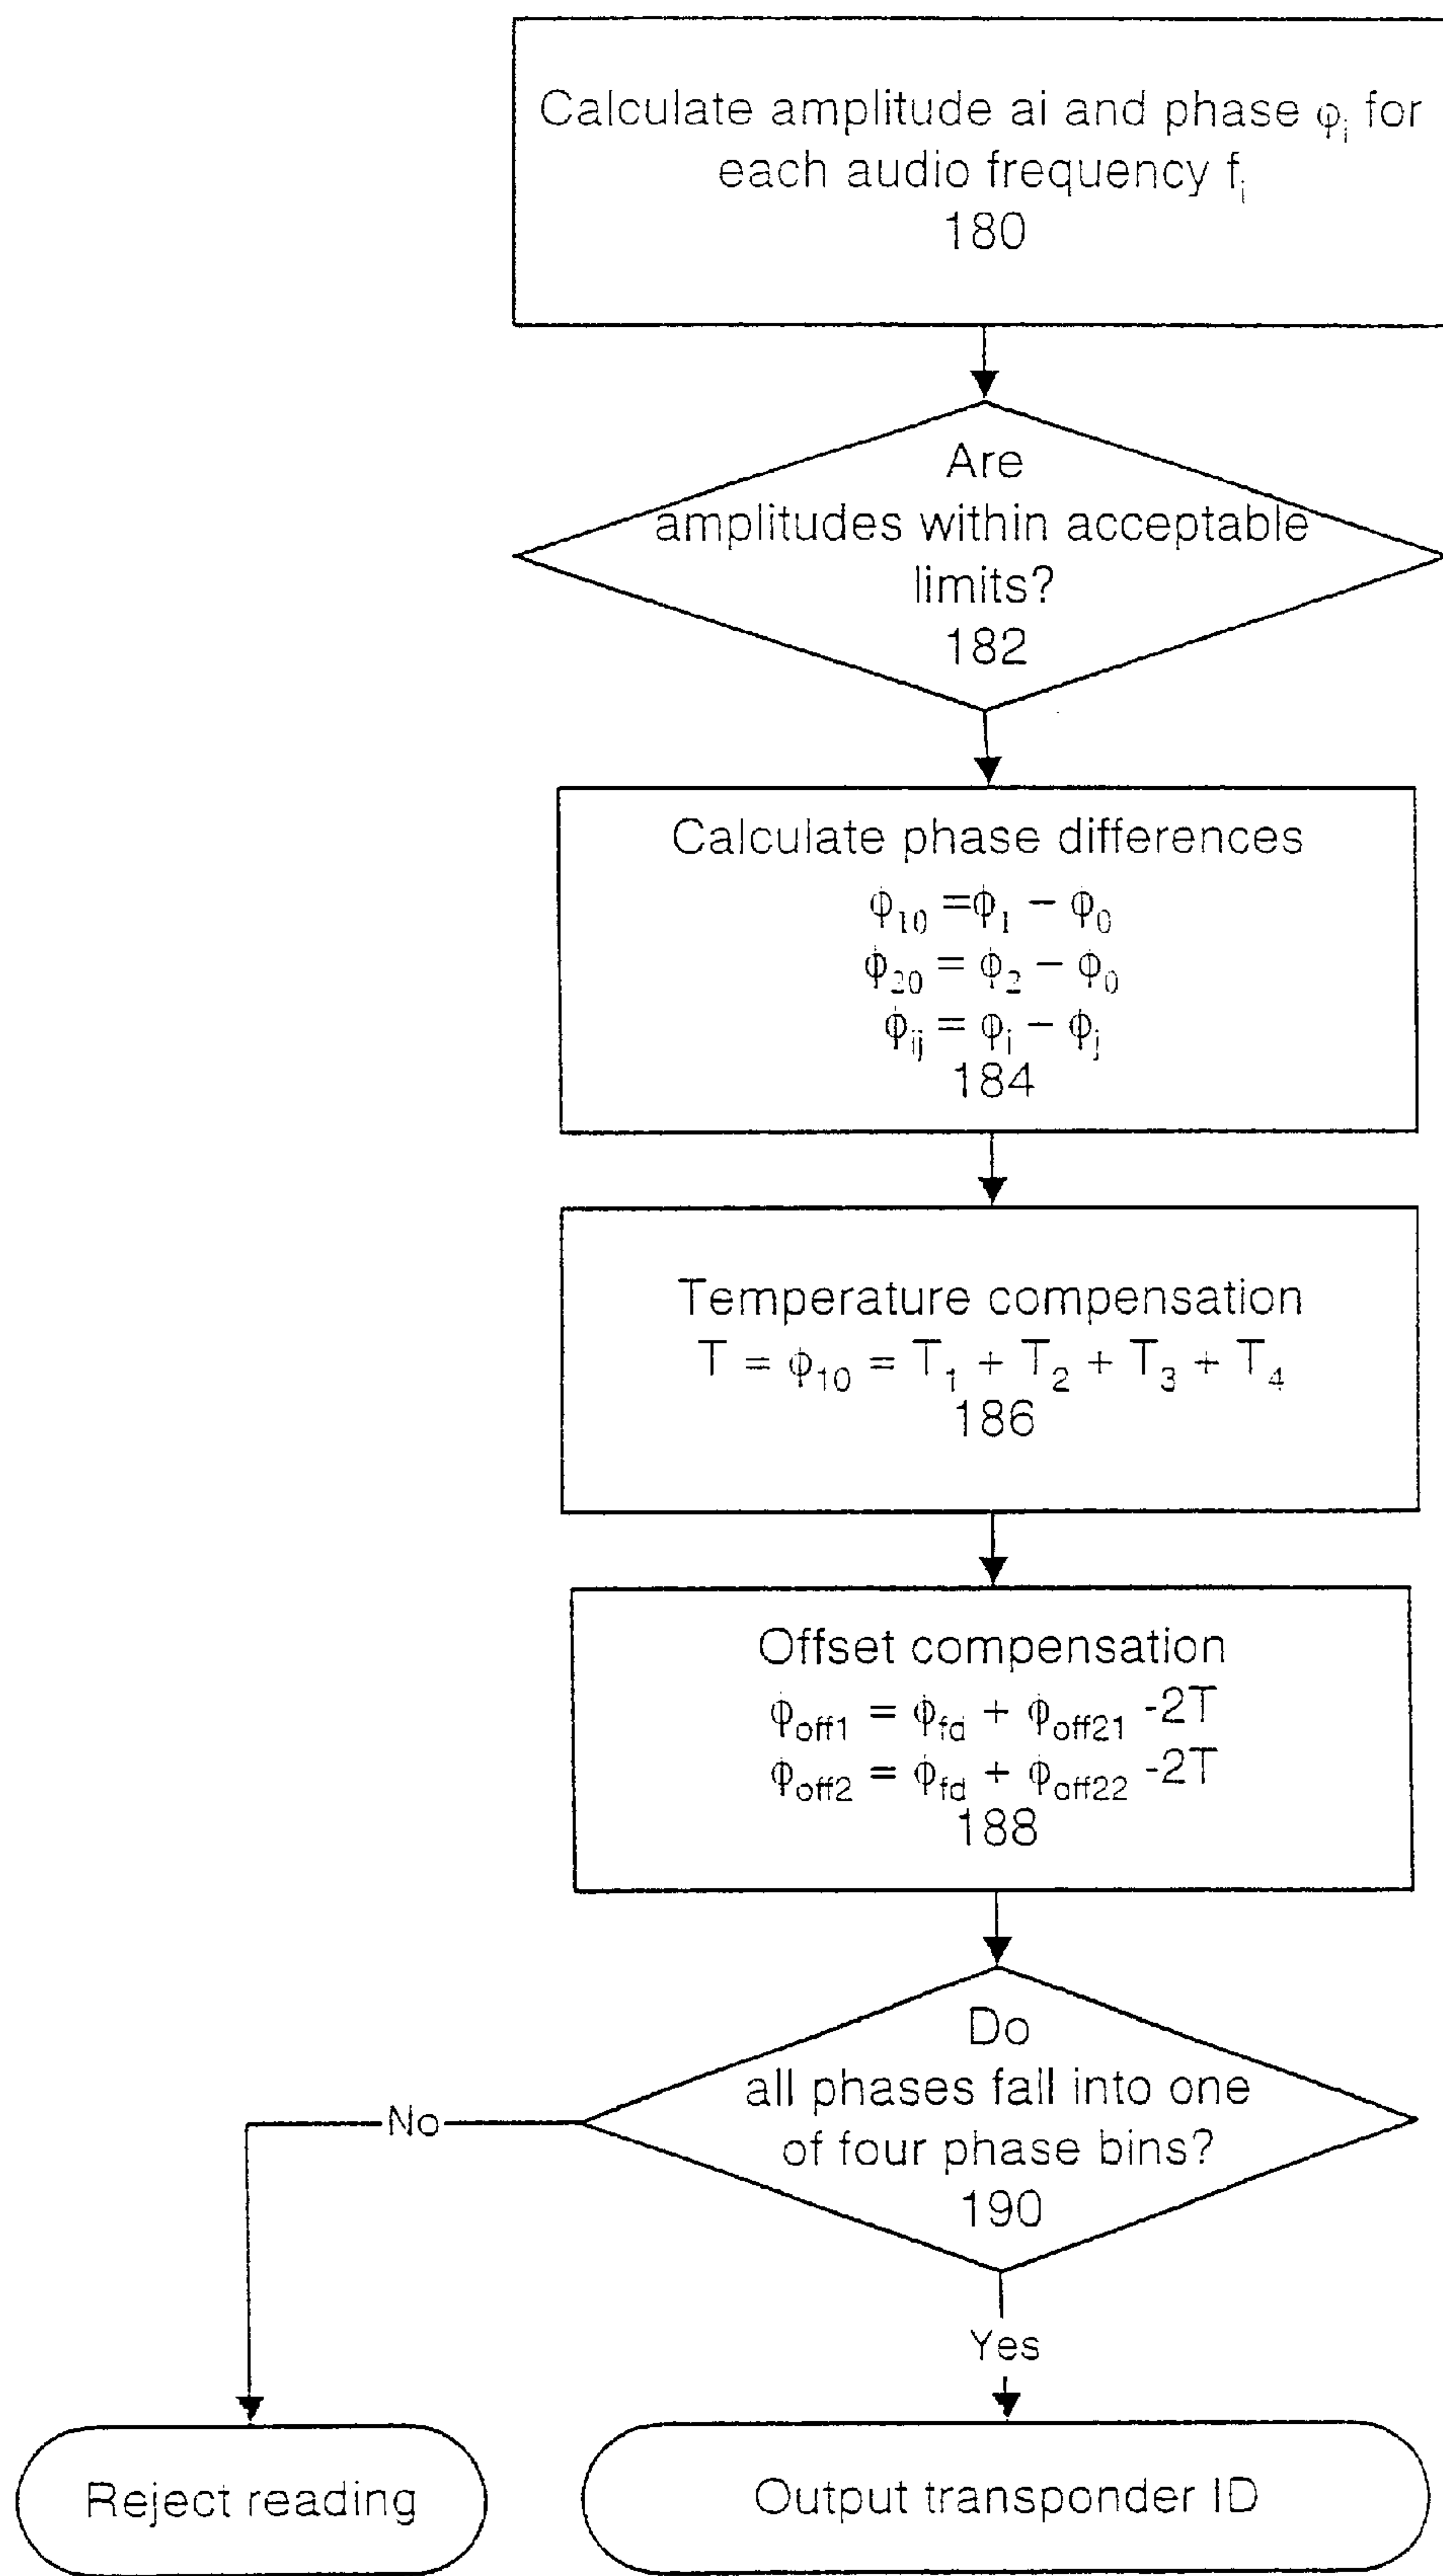 Calculate amplitude ai and phase φᵢ for
each audio frequency fᵢ
180
Are
amplitudes within acceptable
limits?
182
Calculate phase differences
ϕ₁₀ =ϕ₁ − ϕ₀
ϕ₂₀ = ϕ₂ − ϕ₀
ϕᵢⱼ = ϕᵢ − ϕⱼ
184
Temperature compensation
T = ϕ₁₀ = T₁ + T₂ + T₃ + T₄
186
Offset compensation
ϕoff1 = ϕfd + ϕoff21 -2T
ϕoff2 = ϕfd + ϕoff22 -2T
188
Do
all phases fall into one
of four phase bins?
190
No
Yes
Reject reading
Output transponder ID